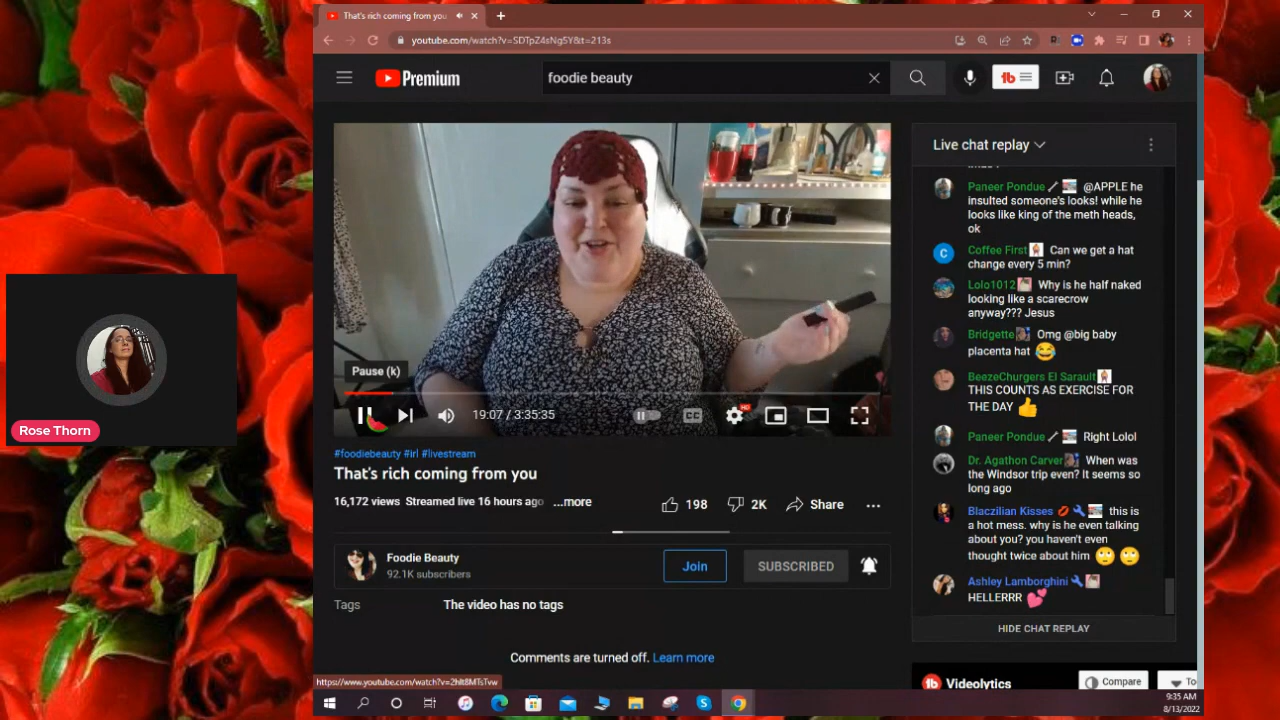 That's rich coming from you
youtube.com/watch?v=SDTpZ4sNg5Y&t=213s
Premium
foodie beauty
Live chat replay
Paneer Pondue @APPLE he
insulted someone's looks! while he
looks like king of the meth heads,
ok
C
Coffee First Can we get a hat
change every 5 min?
Lolo1012 Why is he half naked
looking like a scarecrow
anyway??? Jesus
Bridgette Omg @big baby
placenta hat
BeezeChurgers El Sarault
THIS COUNTS AS EXERCISE FOR
THE DAY
Paneer Pondue Right Lolol
Dr. Agathon Carver When was
the Windsor trip even? It seems so
long ago
Blaczilian Kisses this is
a hot mess. why is he even talking
about you? you haven't even
thought twice about him
Ashley Lamborghini
HELLERRR
HIDE CHAT REPLAY
Pause (k)
19:07 / 3:35:35
CC
HD
#foodiebeauty #irl #livestream
That's rich coming from you
16,172 views Streamed live 16 hours ago ...more
198 2K Share
Foodie Beauty
92.1K subscribers
Join
SUBSCRIBED
Tags The video has no tags
Comments are turned off. Learn more
Rose Thorn
tb Videolytics
Compare
To
9:35 AM
8/13/2022